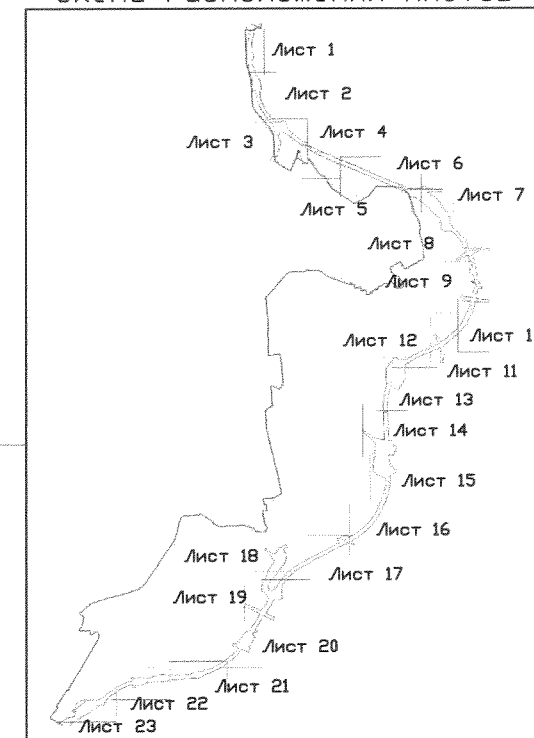 Лист 1
Лист 2
Лист 3
Лист 4
Лист 6
Лист 5
Лист 7
Лист 8
Лист 9
Лист 1
Лист 12
Лист 11
Лист 13
Лист 14
Лист 15
Лист 16
Лист 18
Лист 17
Лист 19
Лист 20
Лист 21
Лист 22
Лист 23